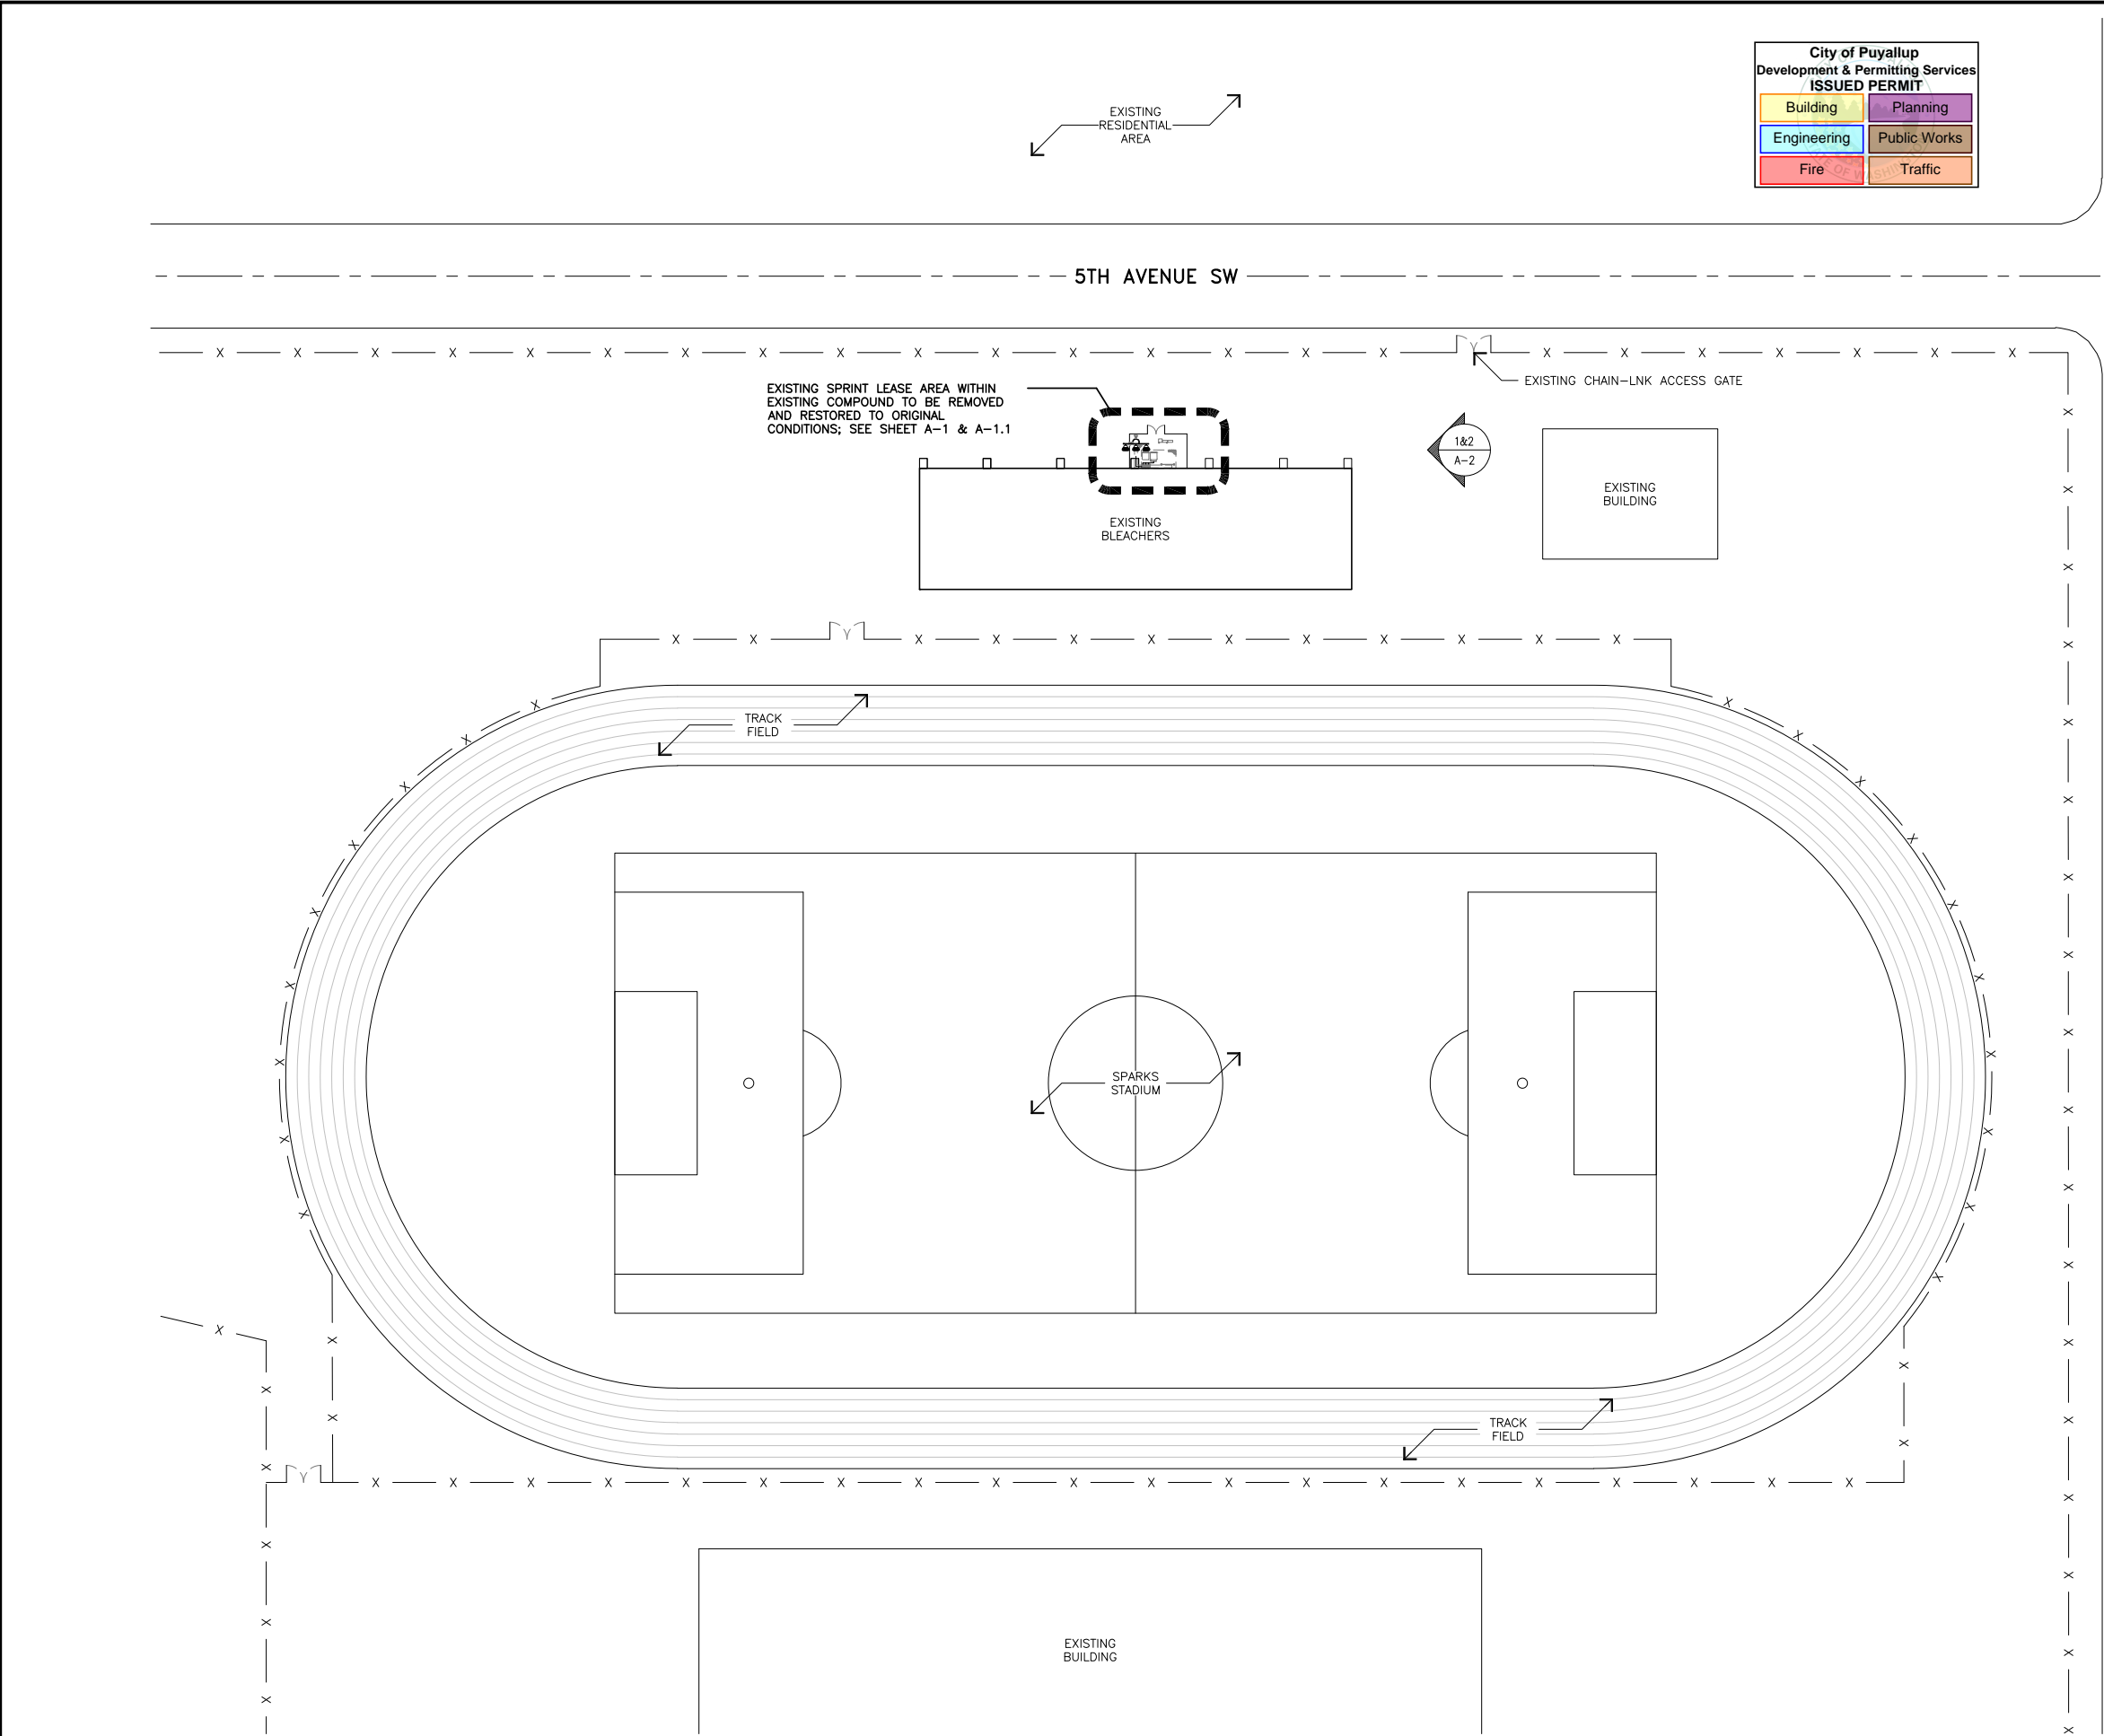 City of Puyallup
Development & Permitting Services
ISSUED PERMIT
Building
Planning
Engineering
Public Works
Fire
Traffic
EXISTING
RESIDENTIAL
AREA
5TH AVENUE SW
EXISTING SPRINT LEASE AREA WITHIN
EXISTING COMPOUND TO BE REMOVED
AND RESTORED TO ORIGINAL
CONDITIONS; SEE SHEET A-1 & A-1.1
EXISTING CHAIN-LNK ACCESS GATE
1&2
A-2
EXISTING
BUILDING
EXISTING
BLEACHERS
TRACK
FIELD
SPARKS
STADIUM
TRACK
FIELD
EXISTING
BUILDING